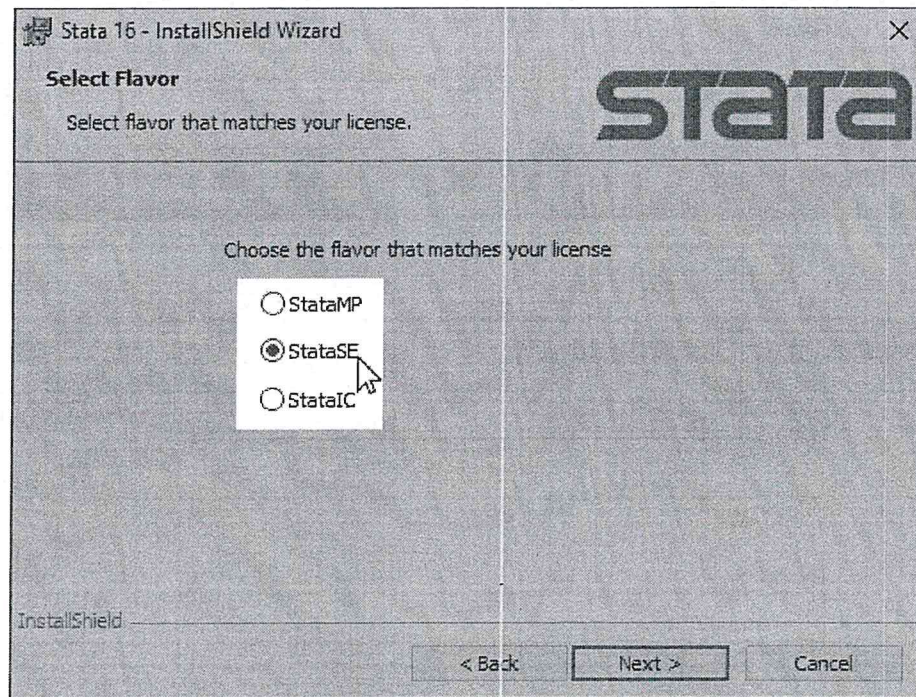 Stata 16 - InstallShield Wizard
Select Flavor
Select flavor that matches your license.
STATA
Choose the flavor that matches your license
StataMP
StataSE
StataIC
InstallShield
< Back
Next >
Cancel